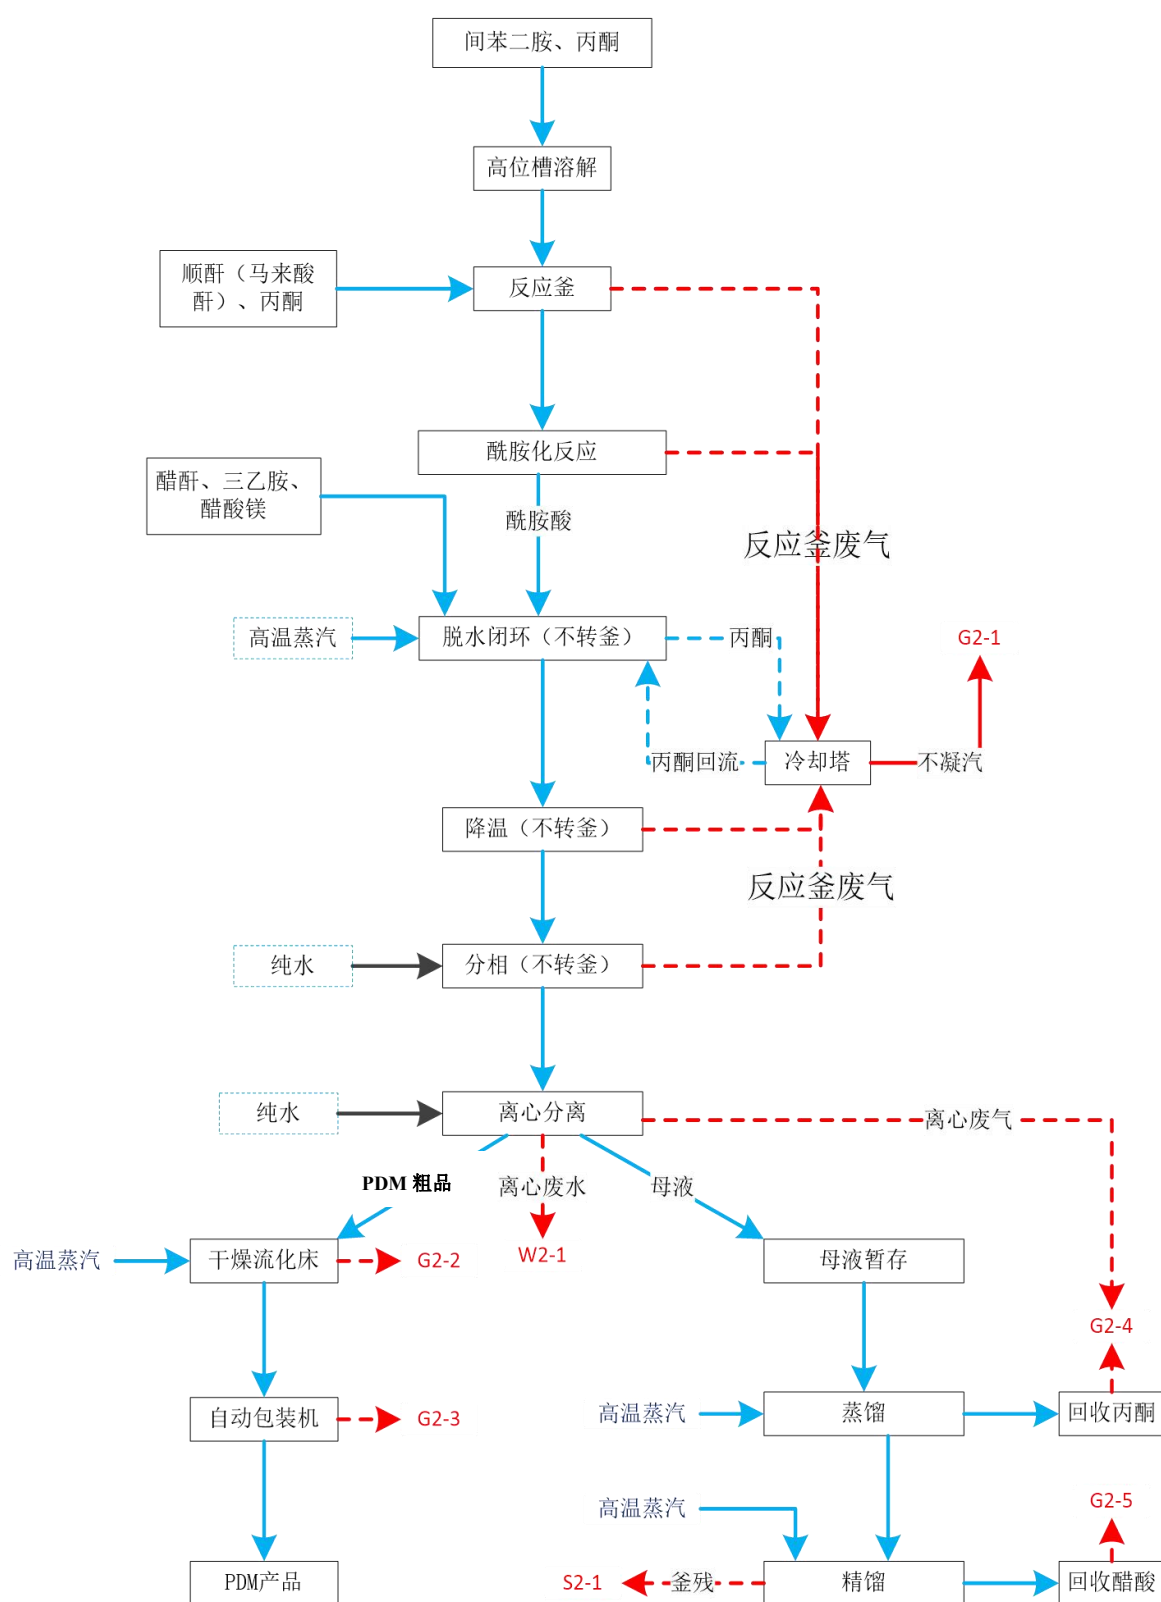 间苯二胺、丙酮
高位槽溶解
顺酐（马来酸
酐）、丙酮
反应釜
酰胺化反应
醋酐、三乙胺、
醋酸镁
酰胺酸
反应釜废气
高温蒸汽
脱水闭环（不转釜）
丙酮
G2-1
丙酮回流
冷却塔
不凝汽
降温（不转釜）
反应釜废气
纯水
分相（不转釜）
纯水
离心分离
离心废气
PDM 粗品
离心废水
母液
高温蒸汽
干燥流化床
G2-2
W2-1
母液暂存
G2-4
自动包装机
G2-3
高温蒸汽
蒸馏
回收丙酮
高温蒸汽
G2-5
PDM产品
S2-1
釜残
精馏
回收醋酸